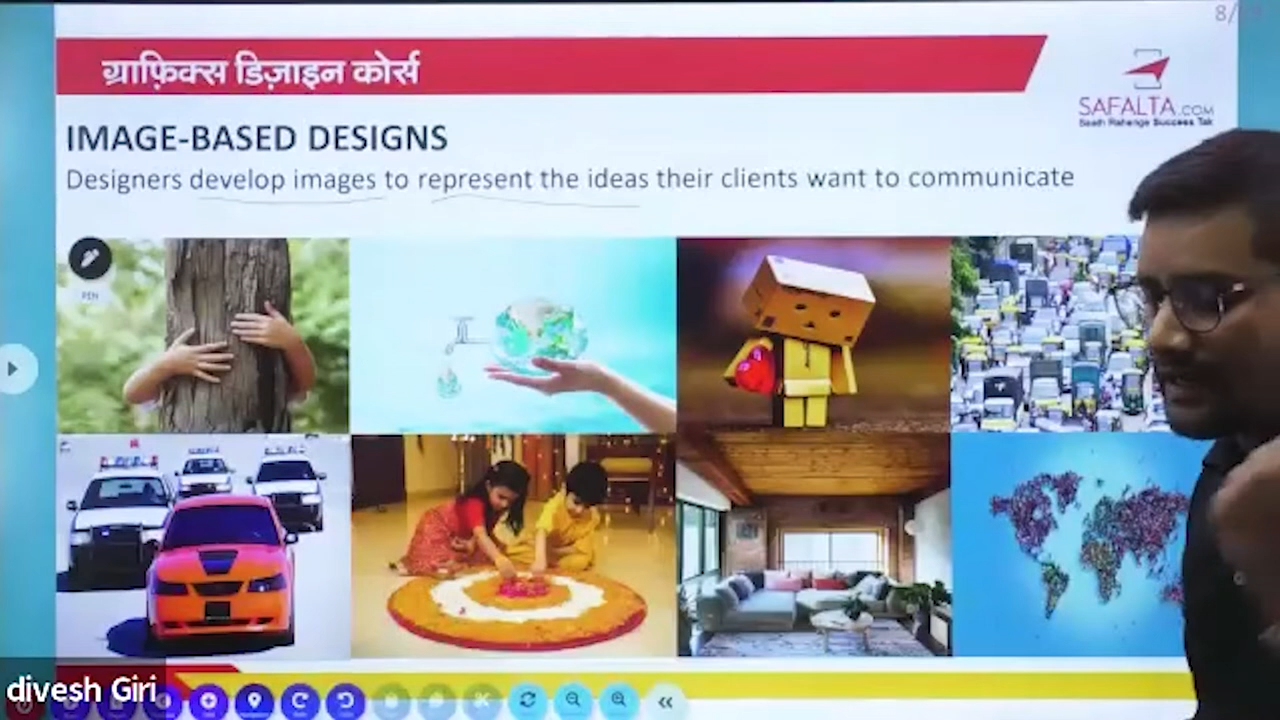 8/
ग्राफ़िक्स डिज़ाइन कोर्स
SAFALTA.COM
Saath Rahenge Success Tak
IMAGE-BASED DESIGNS
Designers develop images to represent the ideas their clients want to communicate
PEN
divesh Giri